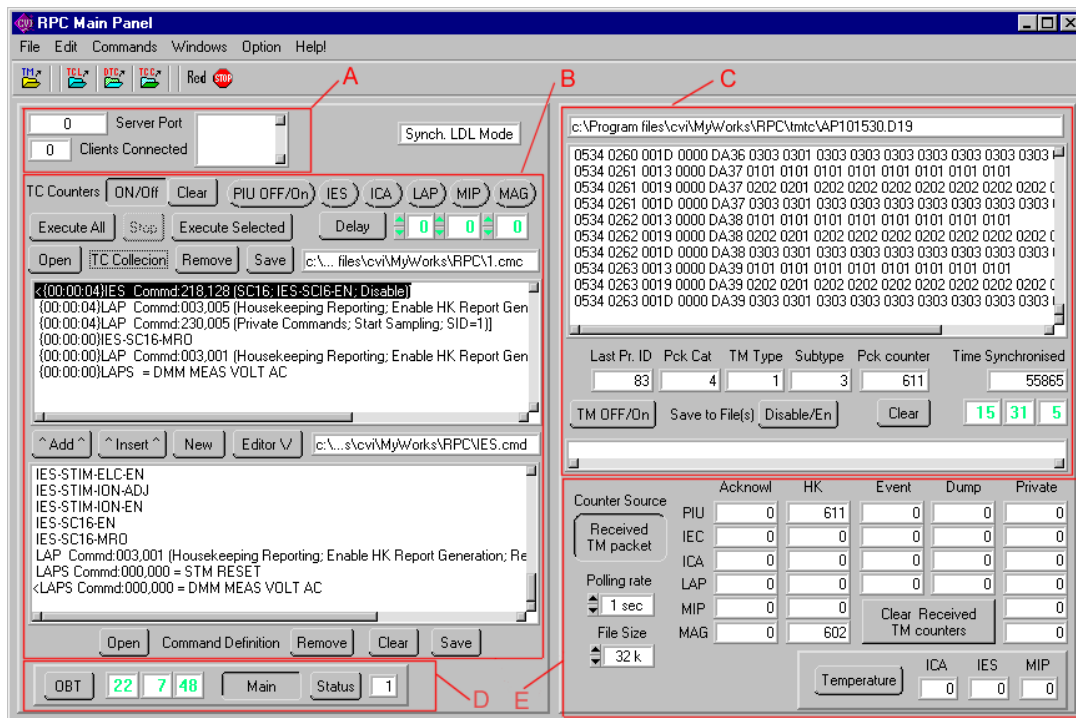 RPC Main Panel
File Edit Commands Windows Option Help!
TM TCL DTC TCC Red STOP
A
B
C
0 Server Port
0 Clients Connected
Synch. LDL Mode
TC Counters ON/Off Clear PIU OFF/On IES ICA LAP MIP MAG
Execute All Stop Execute Selected Delay 0 0 0
Open TC Collecion Remove Save c:\... files\cvi\MyWorks\RPC\1.cmc
<{00:00:04}IES Commd:218,128 (SC16; IES-SCI6-EN; Disable)
{00:00:04}LAP Commd:003,005 (Housekeeping Reporting; Enable HK Report Gen
{00:00:04}LAP Commd:230,005 (Private Commands; Start Sampling; SID=1)]
{00:00:00}IES-SC16-MRO
{00:00:00}LAP Commd:003,001 (Housekeeping Reporting; Enable HK Report Gen
{00:00:00}LAPS = DMM MEAS VOLT AC
^Add^ ^Insert^ New Editor \/ c:\...s\cvi\MyWorks\RPC\IES.cmd
IES-STIM-ELC-EN
IES-STIM-ION-ADJ
IES-STIM-ION-EN
IES-SC16-EN
IES-SC16-MRO
LAP Commd:003,001 (Housekeeping Reporting; Enable HK Report Generation; Re
LAPS Commd:000,000 = STM RESET
<LAPS Commd:000,000 = DMM MEAS VOLT AC
Open Command Definition Remove Clear Save
OBT 22 7 48 Main Status 1
D
c:\Program files\cvi\MyWorks\RPC\tmtc\AP101530.D19
0534 0260 001D 0000 DA36 0303 0301 0303 0303 0303 0303 0303 0303
0534 0261 0013 0000 DA37 0101 0101 0101 0101 0101 0101
0534 0261 0019 0000 DA37 0202 0201 0202 0202 0202 0202 0202 0202 0
0534 0261 001D 0000 DA37 0303 0301 0303 0303 0303 0303 0303 0303
0534 0262 0013 0000 DA38 0101 0101 0101 0101 0101 0101
0534 0262 0019 0000 DA38 0202 0201 0202 0202 0202 0202 0202 0202 0
0534 0262 001D 0000 DA38 0303 0301 0303 0303 0303 0303 0303 0303
0534 0263 0013 0000 DA39 0101 0101 0101 0101 0101 0101
0534 0263 0019 0000 DA39 0202 0201 0202 0202 0202 0202 0202 0202 0
0534 0263 001D 0000 DA39 0303 0301 0303 0303 0303 0303 0303 0303
Last Pr. ID Pck Cat TM Type Subtype Pck counter Time Synchronised
83 4 1 3 611 55865
TM OFF/On Save to File(s) Disable/En Clear 15 31 5
E
Counter Source Acknowl HK Event Dump Private
Received TM packet
PIU 0 611 0 0 0
IEC 0 0 0 0 0
ICA 0 0 0 0 0
LAP 0 0 0 0 0
Polling rate
1 sec
MIP 0 0 0
Clear Received TM counters
File Size
32 k
MAG 0 602 0
ICA IES MIP
Temperature 0 0 0